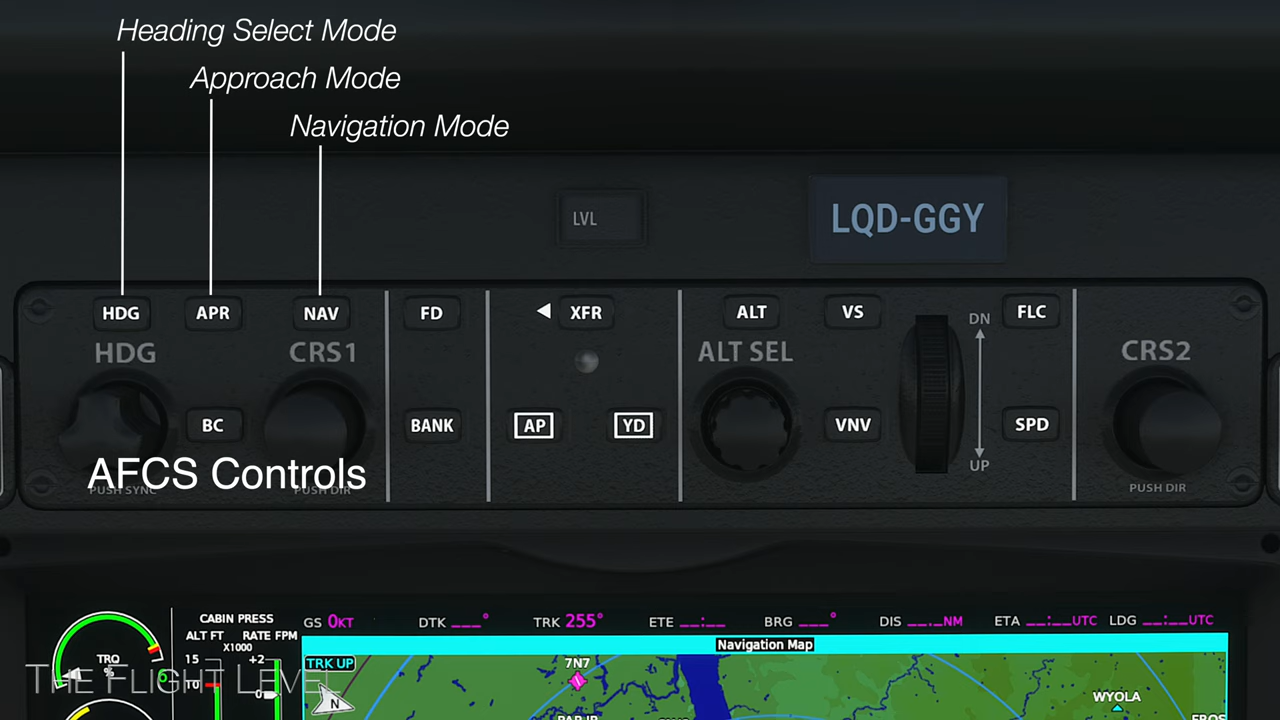 Heading Select Mode
Approach Mode
Navigation Mode
LVL
LQD-GGY
HDG APR NAV FD XFR ALT VS FLC
DN
HDG CRS1 ALT SEL CRS2
BC BANK AP YD VNV SPD
UP
AFCS Controls
PUSH SYNC PUSH DIR PUSH DIR
CABIN PRESS
ALT FT RATE FPM
X1000
15 +2
10 0
TRQ
%
GS 0KT DTK ___° TRK 255° ETE __:__ BRG ___° DIS __._NM ETA __:__UTC LDG __:__UTC
Navigation Map
TRK UP
7N7
N
WYOLA
THE FLIGHT LEVEL